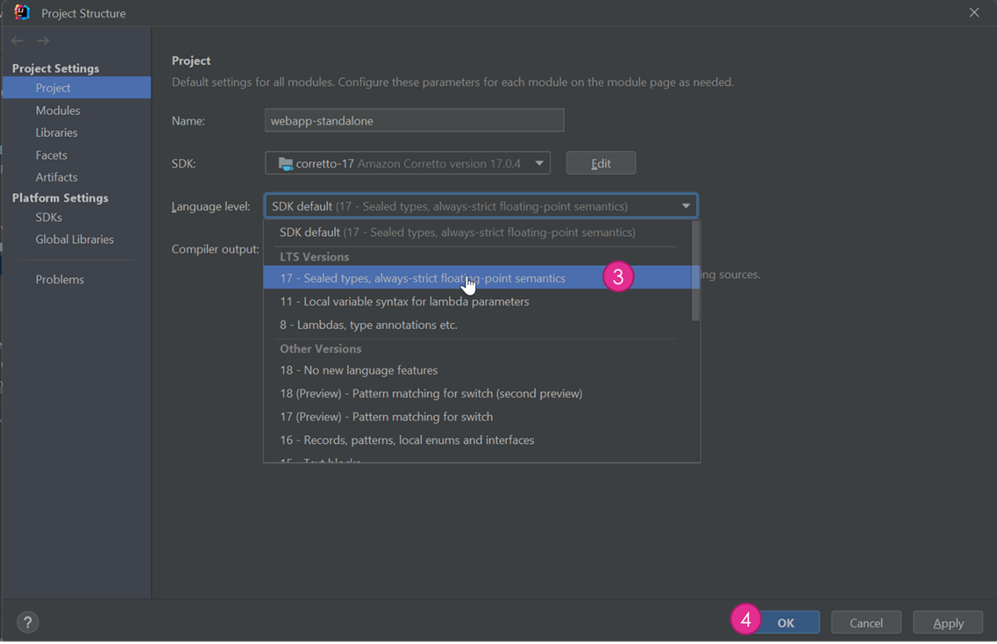 Project Structure
Project Settings
Project
Modules
Libraries
Facets
Artifacts
Platform Settings
SDKs
Global Libraries
Problems
Project
Default settings for all modules. Configure these parameters for each module on the module page as needed.
Name: webapp-standalone
SDK: corretto-17 Amazon Corretto version 17.0.4 Edit
Language level: SDK default (17 - Sealed types, always-strict floating-point semantics)
SDK default (17 - Sealed types, always-strict floating-point semantics)
Compiler output:
LTS Versions
ing sources.
17 - Sealed types, always-strict floating-point semantics 3
11 - Local variable syntax for lambda parameters
8 - Lambdas, type annotations etc.
Other Versions
18 - No new language features
18 (Preview) - Pattern matching for switch (second preview)
17 (Preview) - Pattern matching for switch
16 - Records, patterns, local enums and interfaces
15 - Text blocks
? 4 OK Cancel Apply